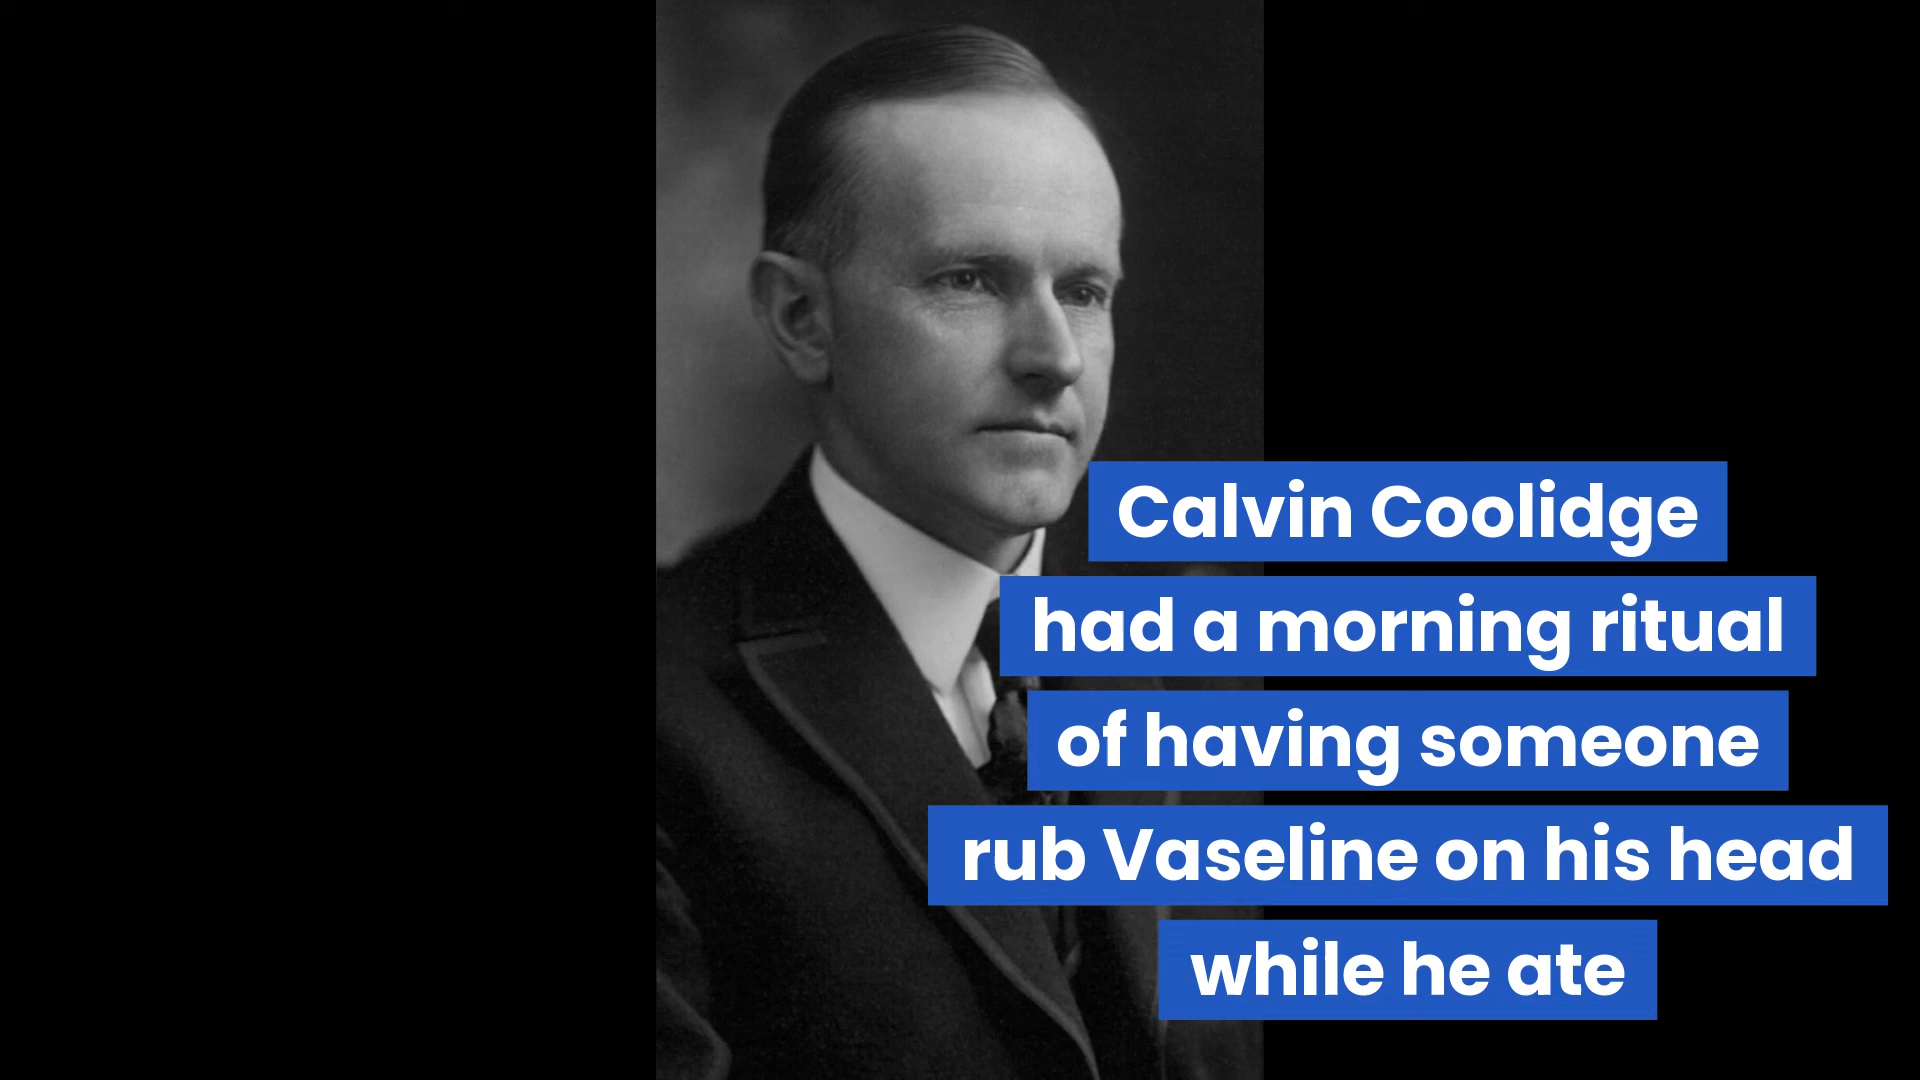 Calvin Coolidge
had a morning ritual
of having someone
rub Vaseline on his head
while he ate